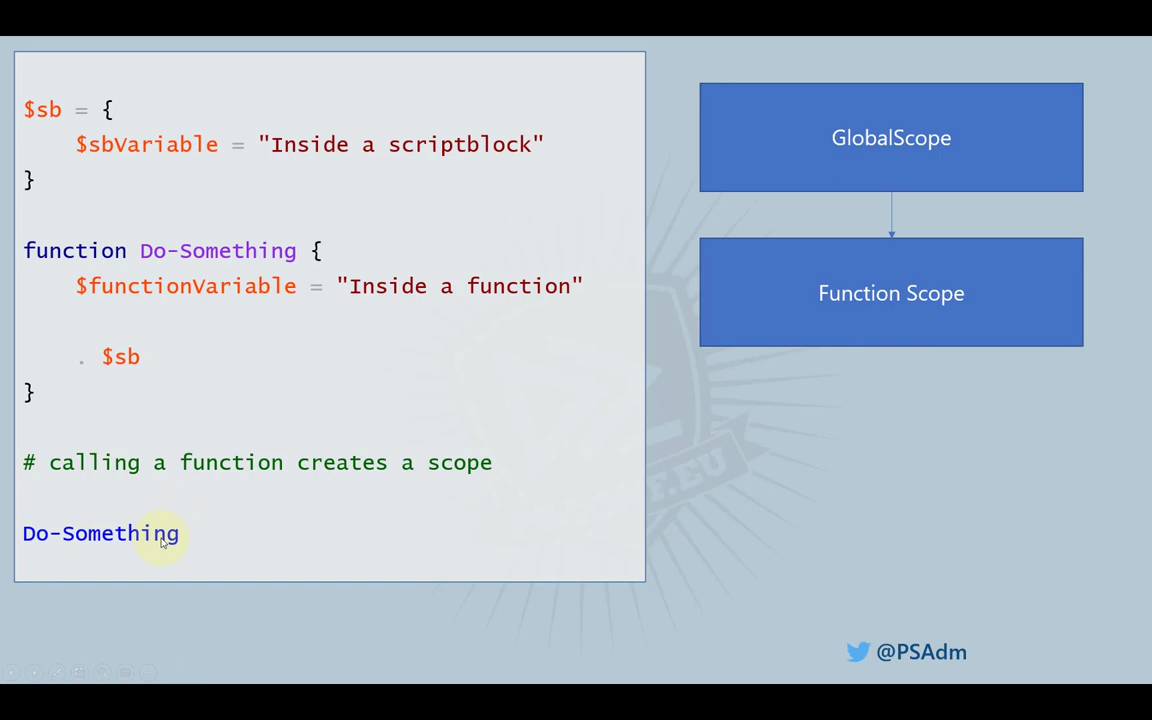 $sb = {
$sbVariable = "Inside a scriptblock"
}
function Do-Something {
$functionVariable = "Inside a function"
. $sb
}
# calling a function creates a scope
Do-Something
GlobalScope
Function Scope
@PSAdm